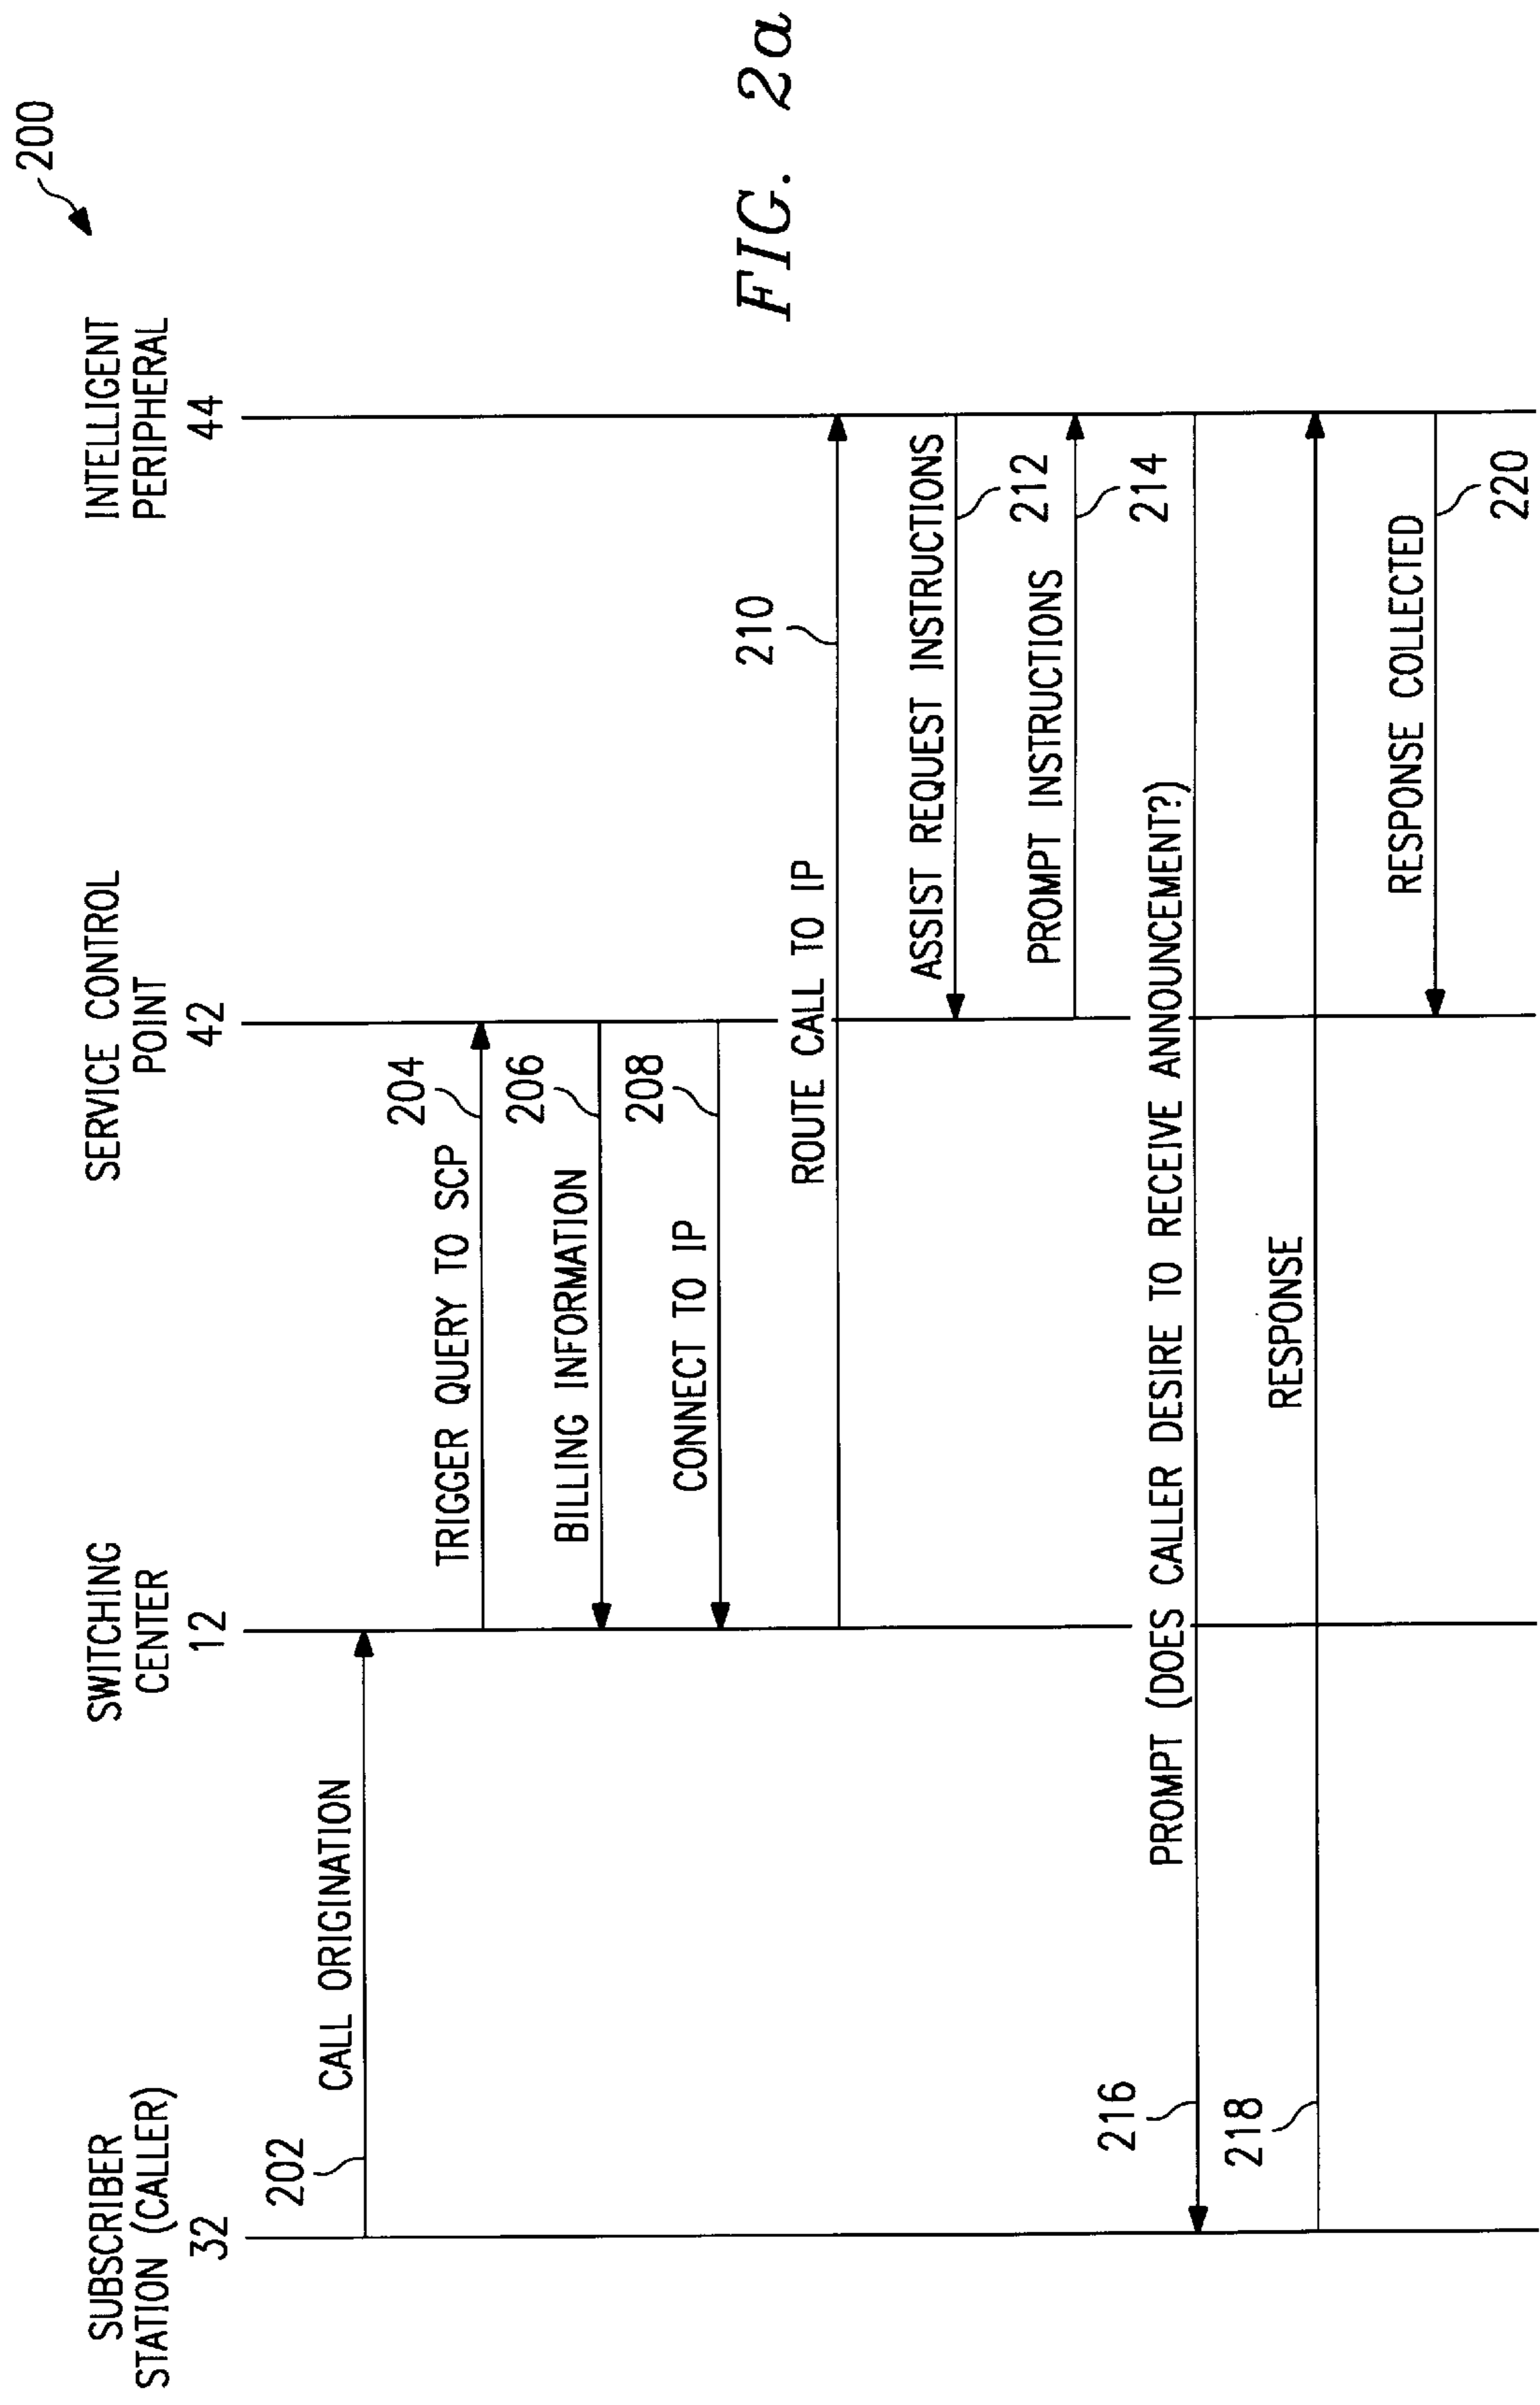 200
SUBSCRIBER
STATION (CALLER)
32
SWITCHING
CENTER
12
SERVICE CONTROL
POINT
42
INTELLIGENT
PERIPHERAL
44
202
CALL ORIGINATION
TRIGGER QUERY TO SCP
204
BILLING INFORMATION
206
CONNECT TO IP
208
ROUTE CALL TO IP
210
ASSIST REQUEST INSTRUCTIONS
212
PROMPT INSTRUCTIONS
214
216
PROMPT (DOES CALLER DESIRE TO RECEIVE ANNOUNCEMENT?)
218
RESPONSE
RESPONSE COLLECTED
220
FIG. 2a